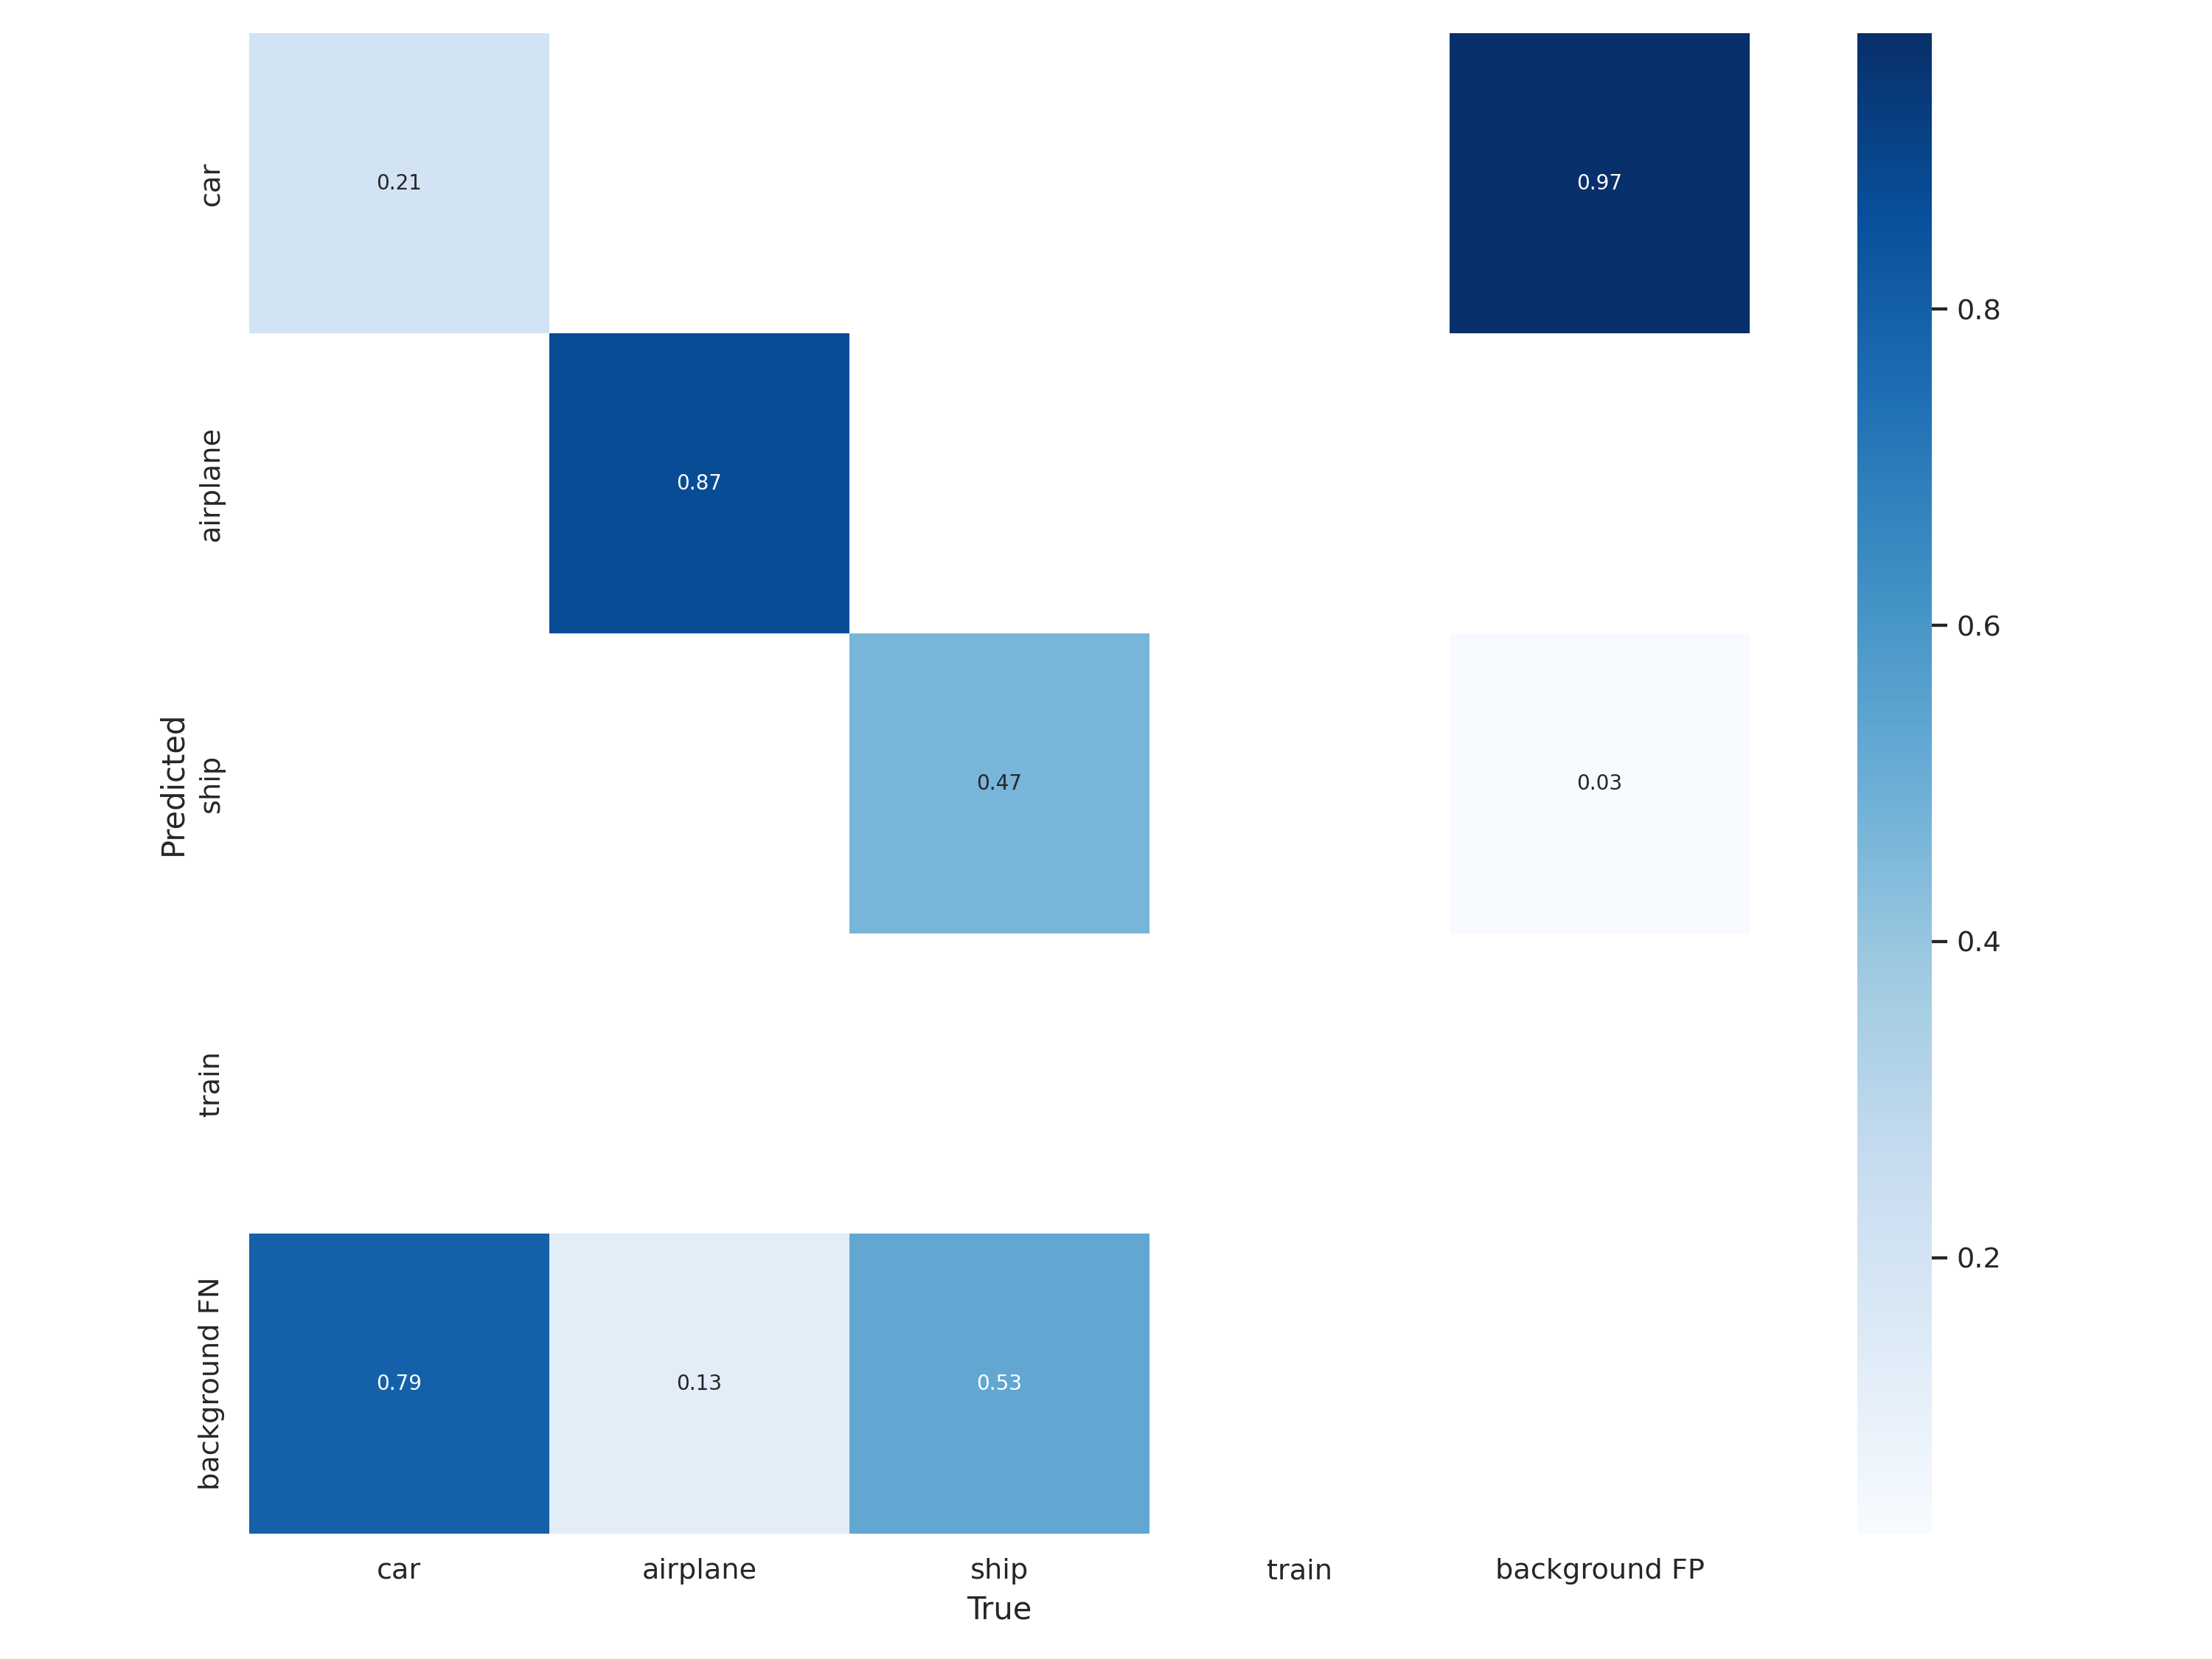 car
0.21
0.97
0.8
airplane
0.87
0.6
Predicted
ship
0.47
0.03
0.4
train
0.2
background FN
0.79
0.13
0.53
car
airplane
ship
train
background FP
True